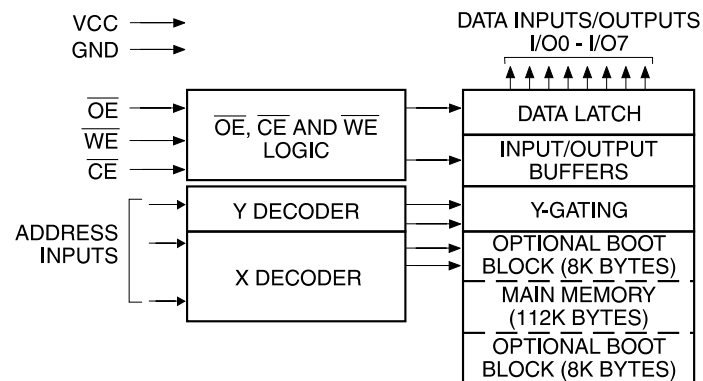 VCC
GND
DATA INPUTS/OUTPUTS
I/O0 - I/O7
OE
WE
CE
OE, CE AND WE
LOGIC
DATA LATCH
INPUT/OUTPUT
BUFFERS
ADDRESS
INPUTS
Y DECODER
Y-GATING
X DECODER
OPTIONAL BOOT
BLOCK (8K BYTES)
MAIN MEMORY
(112K BYTES)
OPTIONAL BOOT
BLOCK (8K BYTES)